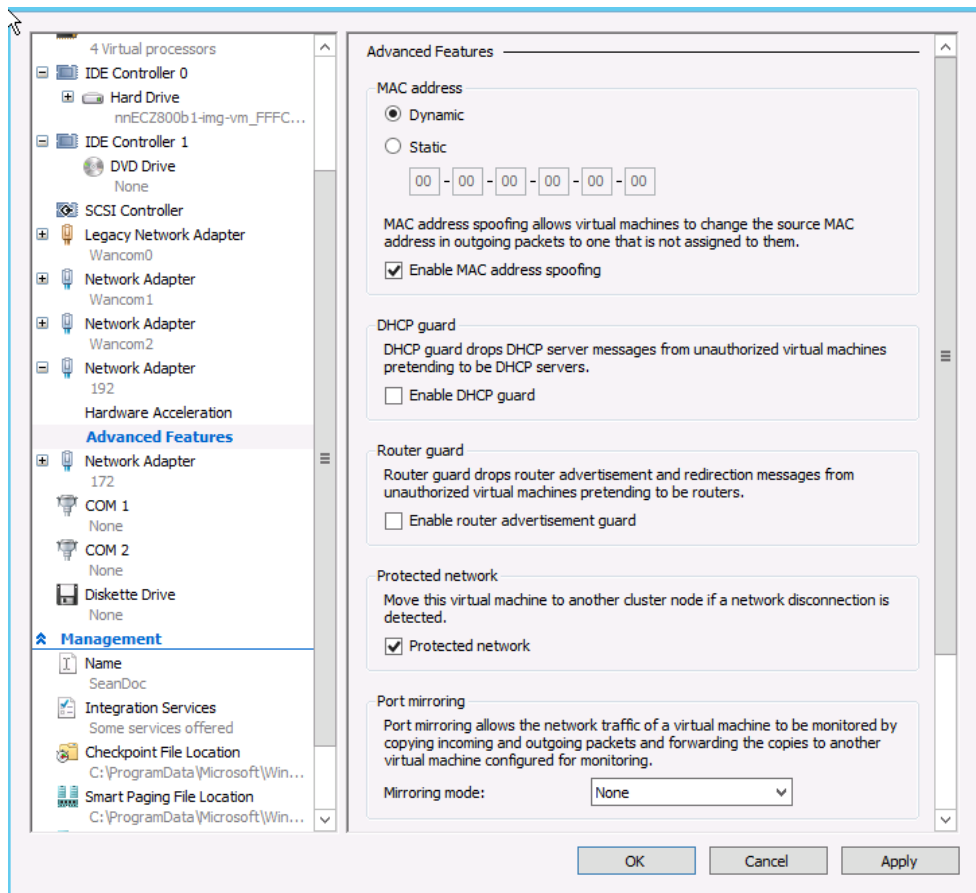 4 Virtual processors
IDE Controller 0
Hard Drive
nnECZ800b1-img-vm_FFFC...
IDE Controller 1
DVD Drive
None
SCSI Controller
Legacy Network Adapter
Wancom0
Network Adapter
Wancom1
Network Adapter
Wancom2
Network Adapter
192
Hardware Acceleration
Advanced Features
Network Adapter
172
COM 1
None
COM 2
None
Diskette Drive
None
Management
Name
SeanDoc
Integration Services
Some services offered
Checkpoint File Location
C:\ProgramData\Microsoft\Win...
Smart Paging File Location
C:\ProgramData\Microsoft\Win...
Advanced Features
MAC address
Dynamic
Static
00 - 00 - 00 - 00 - 00 - 00
MAC address spoofing allows virtual machines to change the source MAC
address in outgoing packets to one that is not assigned to them.
Enable MAC address spoofing
DHCP guard
DHCP guard drops DHCP server messages from unauthorized virtual machines
pretending to be DHCP servers.
Enable DHCP guard
Router guard
Router guard drops router advertisement and redirection messages from
unauthorized virtual machines pretending to be routers.
Enable router advertisement guard
Protected network
Move this virtual machine to another cluster node if a network disconnection is
detected.
Protected network
Port mirroring
Port mirroring allows the network traffic of a virtual machine to be monitored by
copying incoming and outgoing packets and forwarding the copies to another
virtual machine configured for monitoring.
Mirroring mode: None
OK Cancel Apply